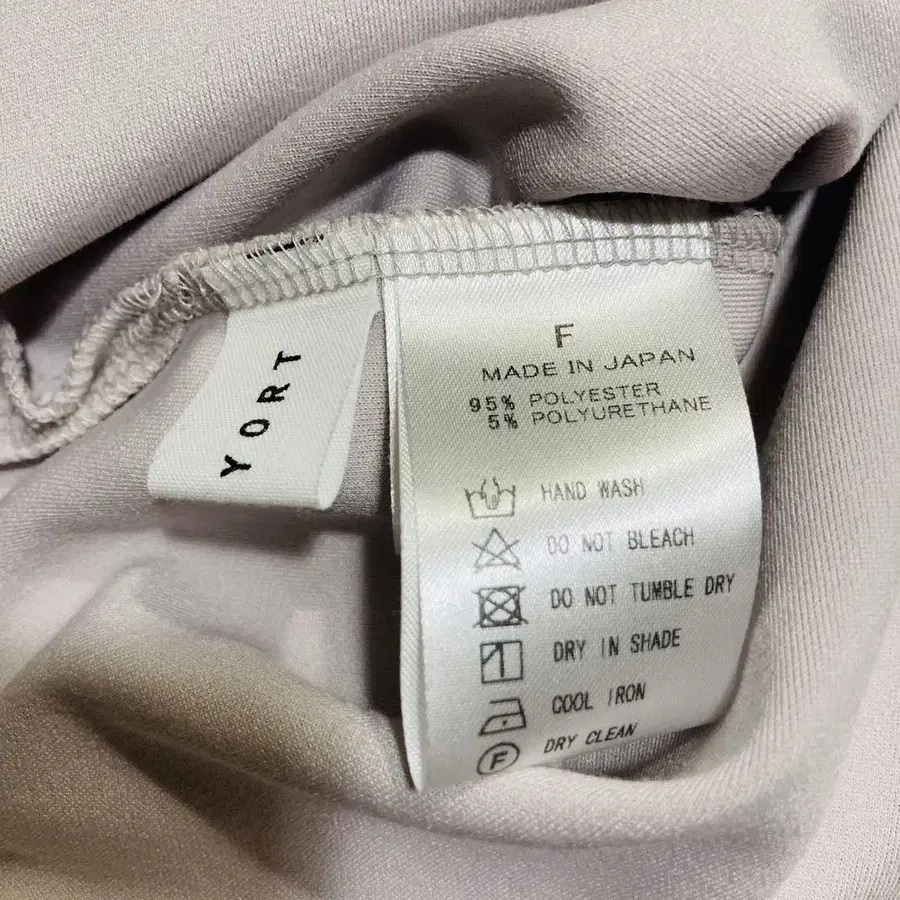 YORT
F
MADE IN JAPAN
95% POLYESTER
5% POLYURETHANE
HAND WASH
DO NOT BLEACH
DO NOT TUMBLE DRY
DRY IN SHADE
COOL IRON
F DRY CLEAN